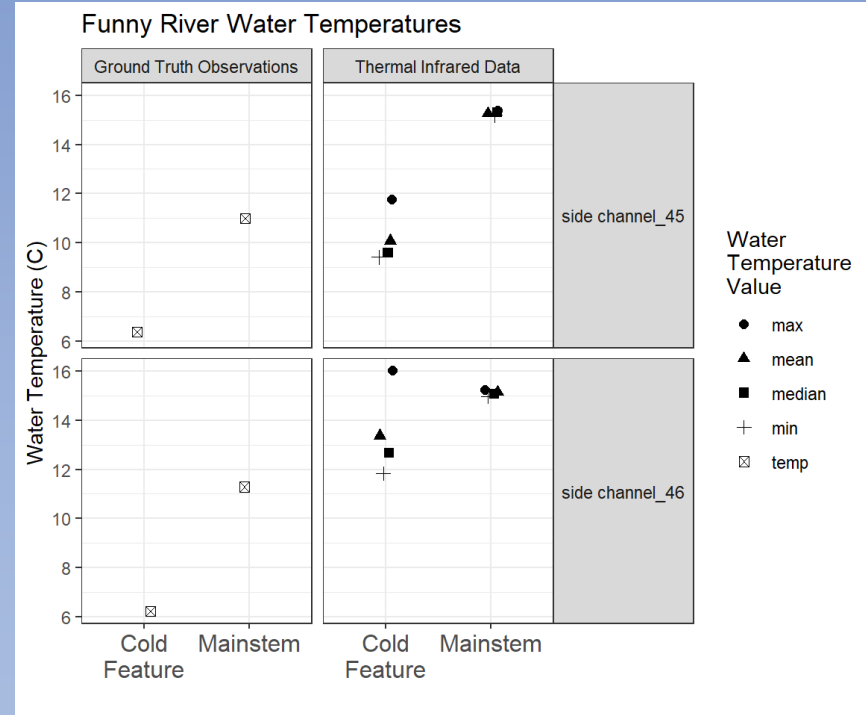 Funny River Water Temperatures
Ground Truth Observations
Thermal Infrared Data
Water Temperature (C)
16
14
12
10
8
6
side channel_45
16
14
12
10
8
6
side channel_46
Cold
Feature
Mainstem
Cold
Feature
Mainstem
Water
Temperature
Value
max
mean
median
min
temp